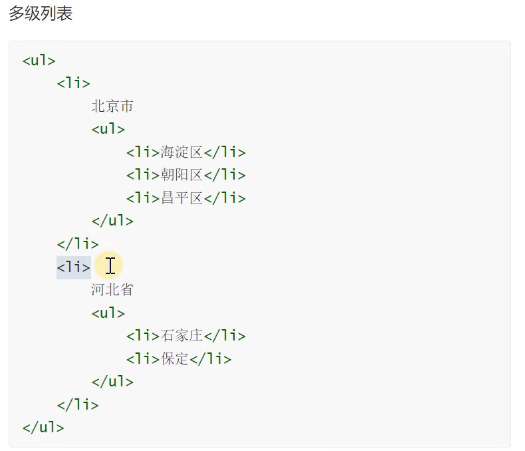 多级列表
<ul>
<li>
北京市
<ul>
<li>海淀区</li>
<li>朝阳区</li>
<li>昌平区</li>
</ul>
</li>
<li>
河北省
<ul>
<li>石家庄</li>
<li>保定</li>
</ul>
</li>
</ul>